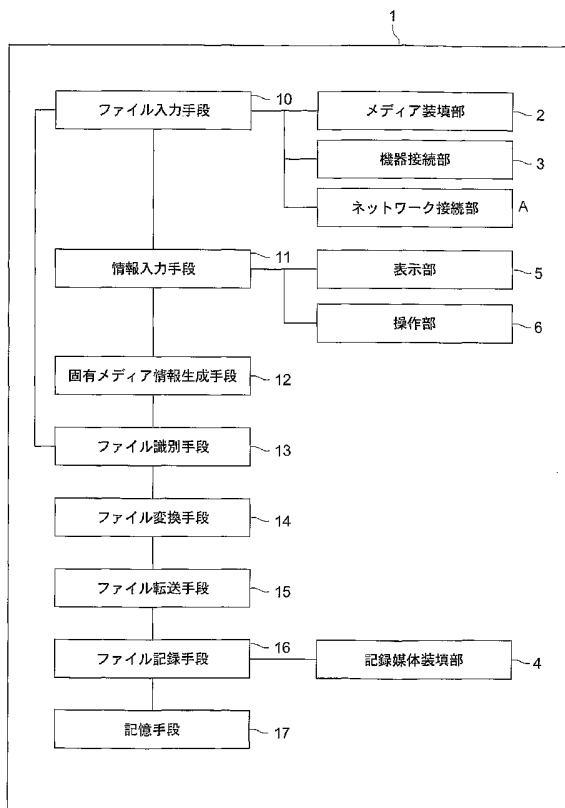 1
ファイル入力手段
10
メディア装填部
2
機器接続部
3
ネットワーク接続部
A
情報入力手段
11
表示部
5
操作部
6
固有メディア情報生成手段
12
ファイル識別手段
13
ファイル変換手段
14
ファイル転送手段
15
ファイル記録手段
16
記録媒体装填部
4
記憶手段
17